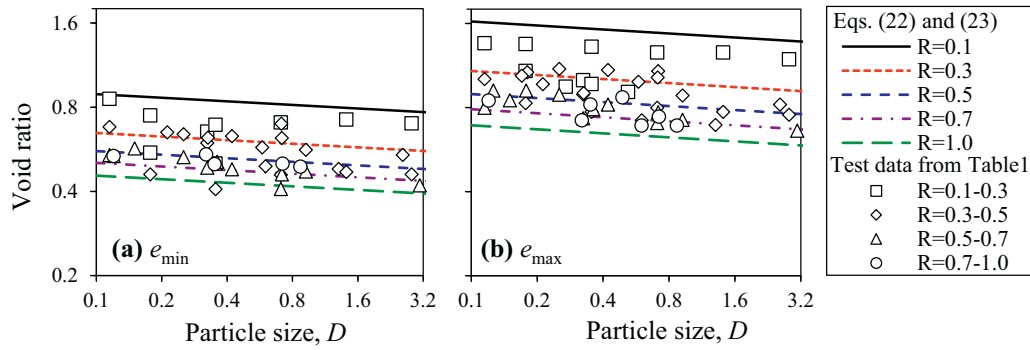 1.6
0.8
0.4
0.2
Void ratio
(a) emin
0.1 0.2 0.4 0.8 1.6 3.2
Particle size, D
(b) emax
0.1 0.2 0.4 0.8 1.6 3.2
Particle size, D
Eqs. (22) and (23)
R=0.1
R=0.3
R=0.5
R=0.7
R=1.0
Test data from Table1
R=0.1-0.3
R=0.3-0.5
R=0.5-0.7
R=0.7-1.0